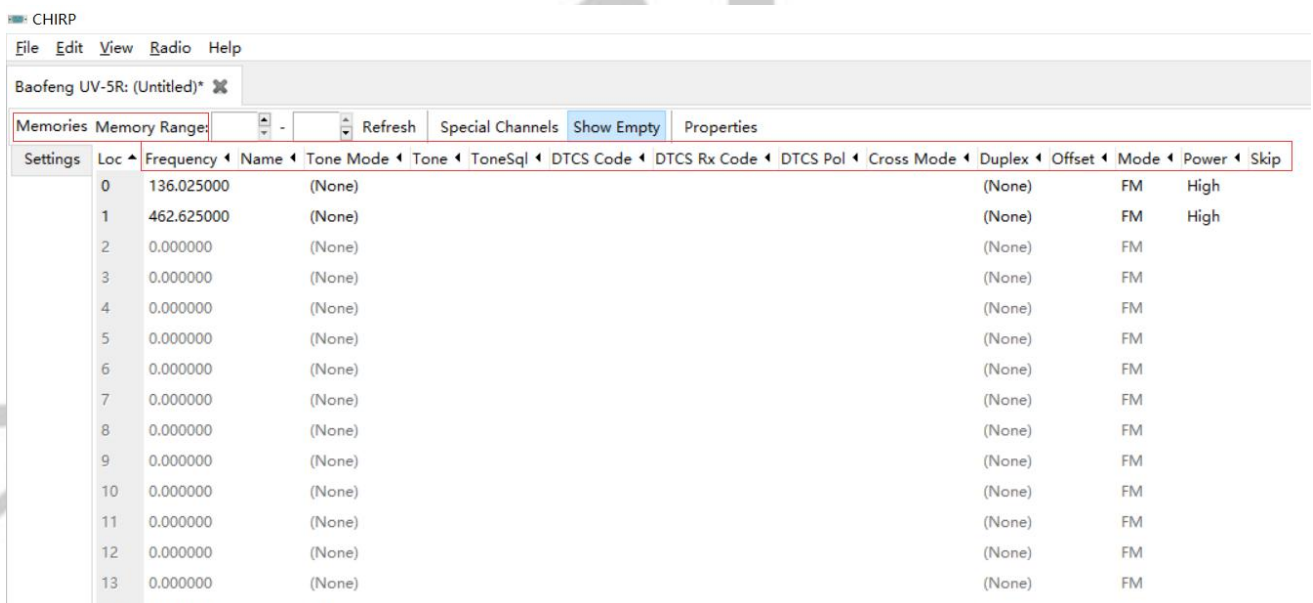 CHIRP
File Edit View Radio Help
Baofeng UV-5R: (Untitled)*
Memories Memory Range: - Refresh Special Channels Show Empty Properties
Settings Loc Frequency Name Tone Mode Tone ToneSql DTCS Code DTCS Rx Code DTCS Pol Cross Mode Duplex Offset Mode Power Skip
0 136.025000 (None) (None) FM High
1 462.625000 (None) (None) FM High
2 0.000000 (None) (None) FM
3 0.000000 (None) (None) FM
4 0.000000 (None) (None) FM
5 0.000000 (None) (None) FM
6 0.000000 (None) (None) FM
7 0.000000 (None) (None) FM
8 0.000000 (None) (None) FM
9 0.000000 (None) (None) FM
10 0.000000 (None) (None) FM
11 0.000000 (None) (None) FM
12 0.000000 (None) (None) FM
13 0.000000 (None) (None) FM